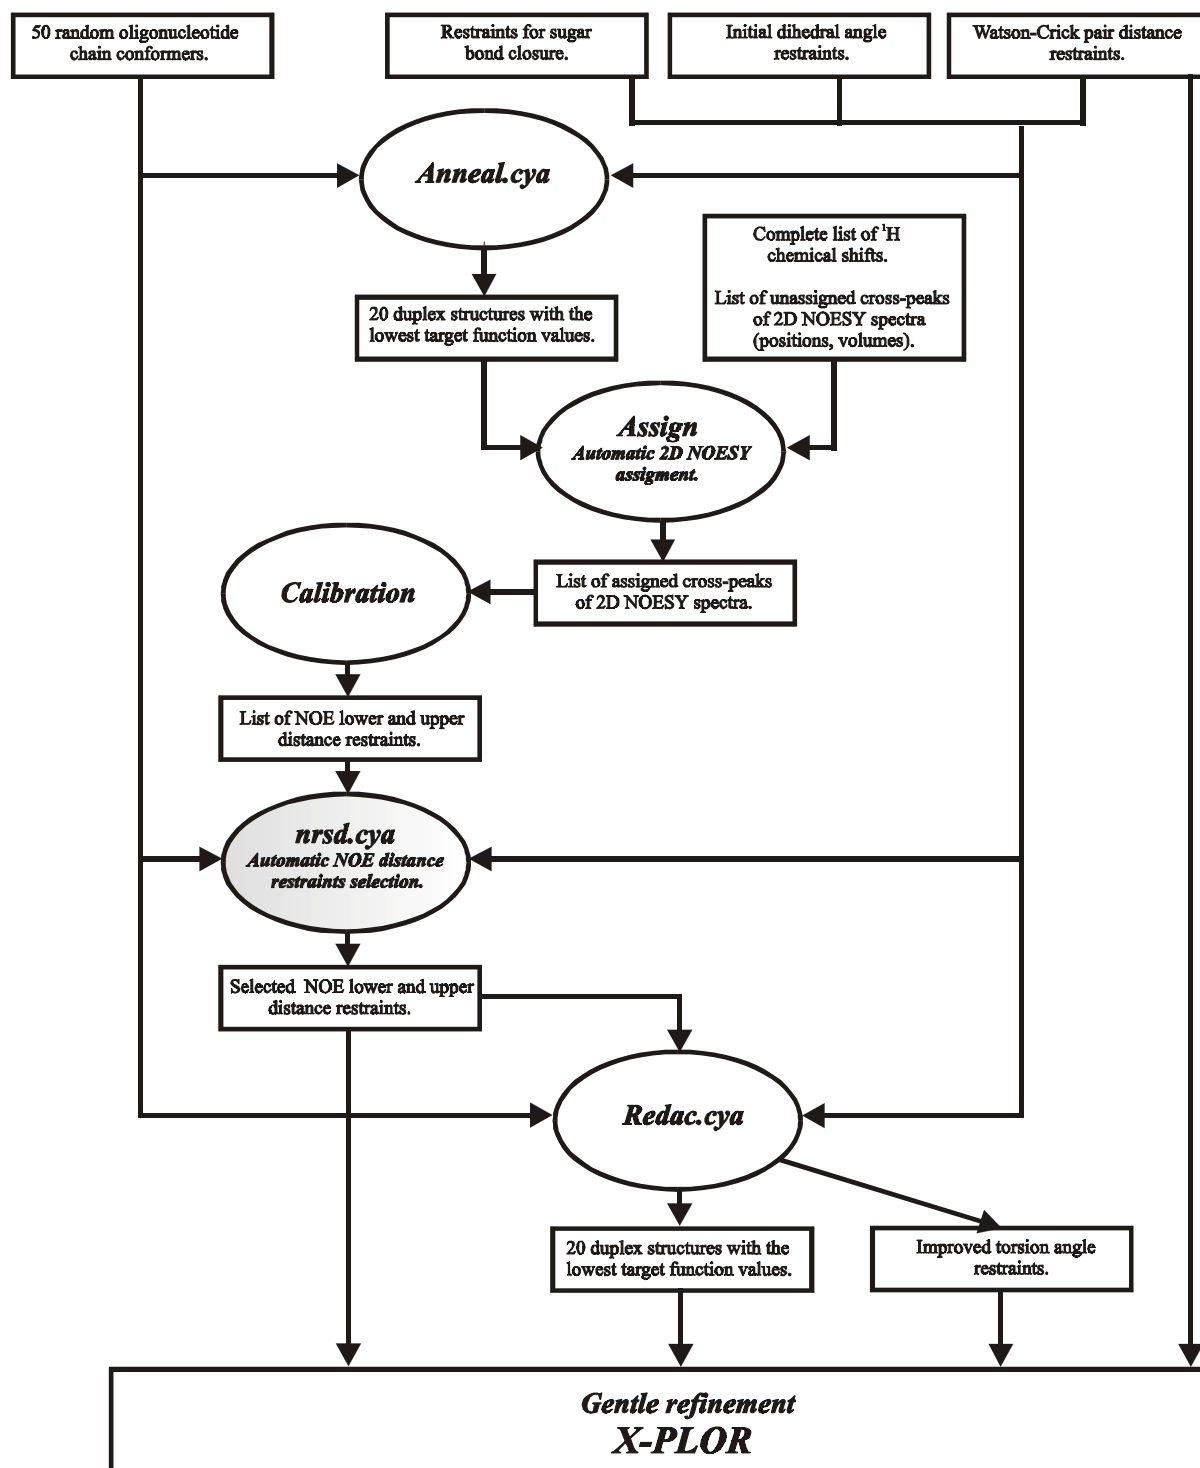 50 random oligonucleotide
chain conformers.
Restraints for sugar
bond closure.
Initial dihedral angle
restraints.
Watson-Crick pair distance
restraints.
Anneal.cya
Complete list of ¹H
chemical shifts.
List of unassigned cross-peaks
of 2D NOESY spectra
(positions, volumes).
20 duplex structures with the
lowest target function values.
Assign
Automatic 2D NOESY
assigment.
List of assigned cross-peaks
of 2D NOESY spectra.
Calibration
List of NOE lower and upper
distance restraints.
nrsd.cya
Automatic NOE distance
restraints selection.
Selected NOE lower and upper
distance restraints.
Redac.cya
20 duplex structures with the
lowest target function values.
Improved torsion angle
restraints.
Gentle refinement
X-PLOR